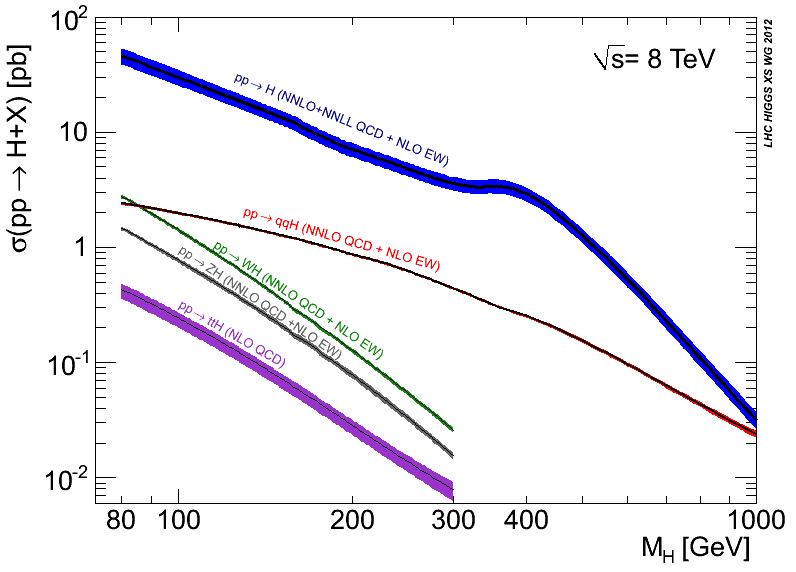 σ(pp → H+X) [pb]
10²
10
1
10⁻¹
10⁻²
√s= 8 TeV
LHC HIGGS XS WG 2012
pp → H (NNLO+NNLL QCD + NLO EW)
pp → qqH (NNLO QCD + NLO EW)
pp → WH (NNLO QCD + NLO EW)
pp → ZH (NNLO QCD +NLO EW)
pp → ttH (NLO QCD)
80 100 200 300 400 1000
M_H [GeV]